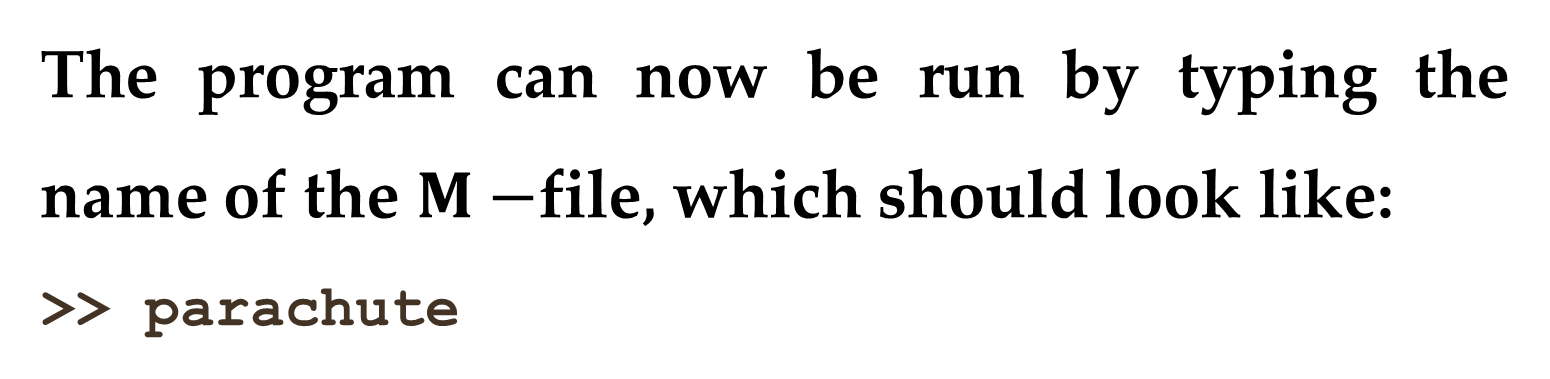 The program can now be run by typing the
name of the M –file, which should look like:
>> parachute